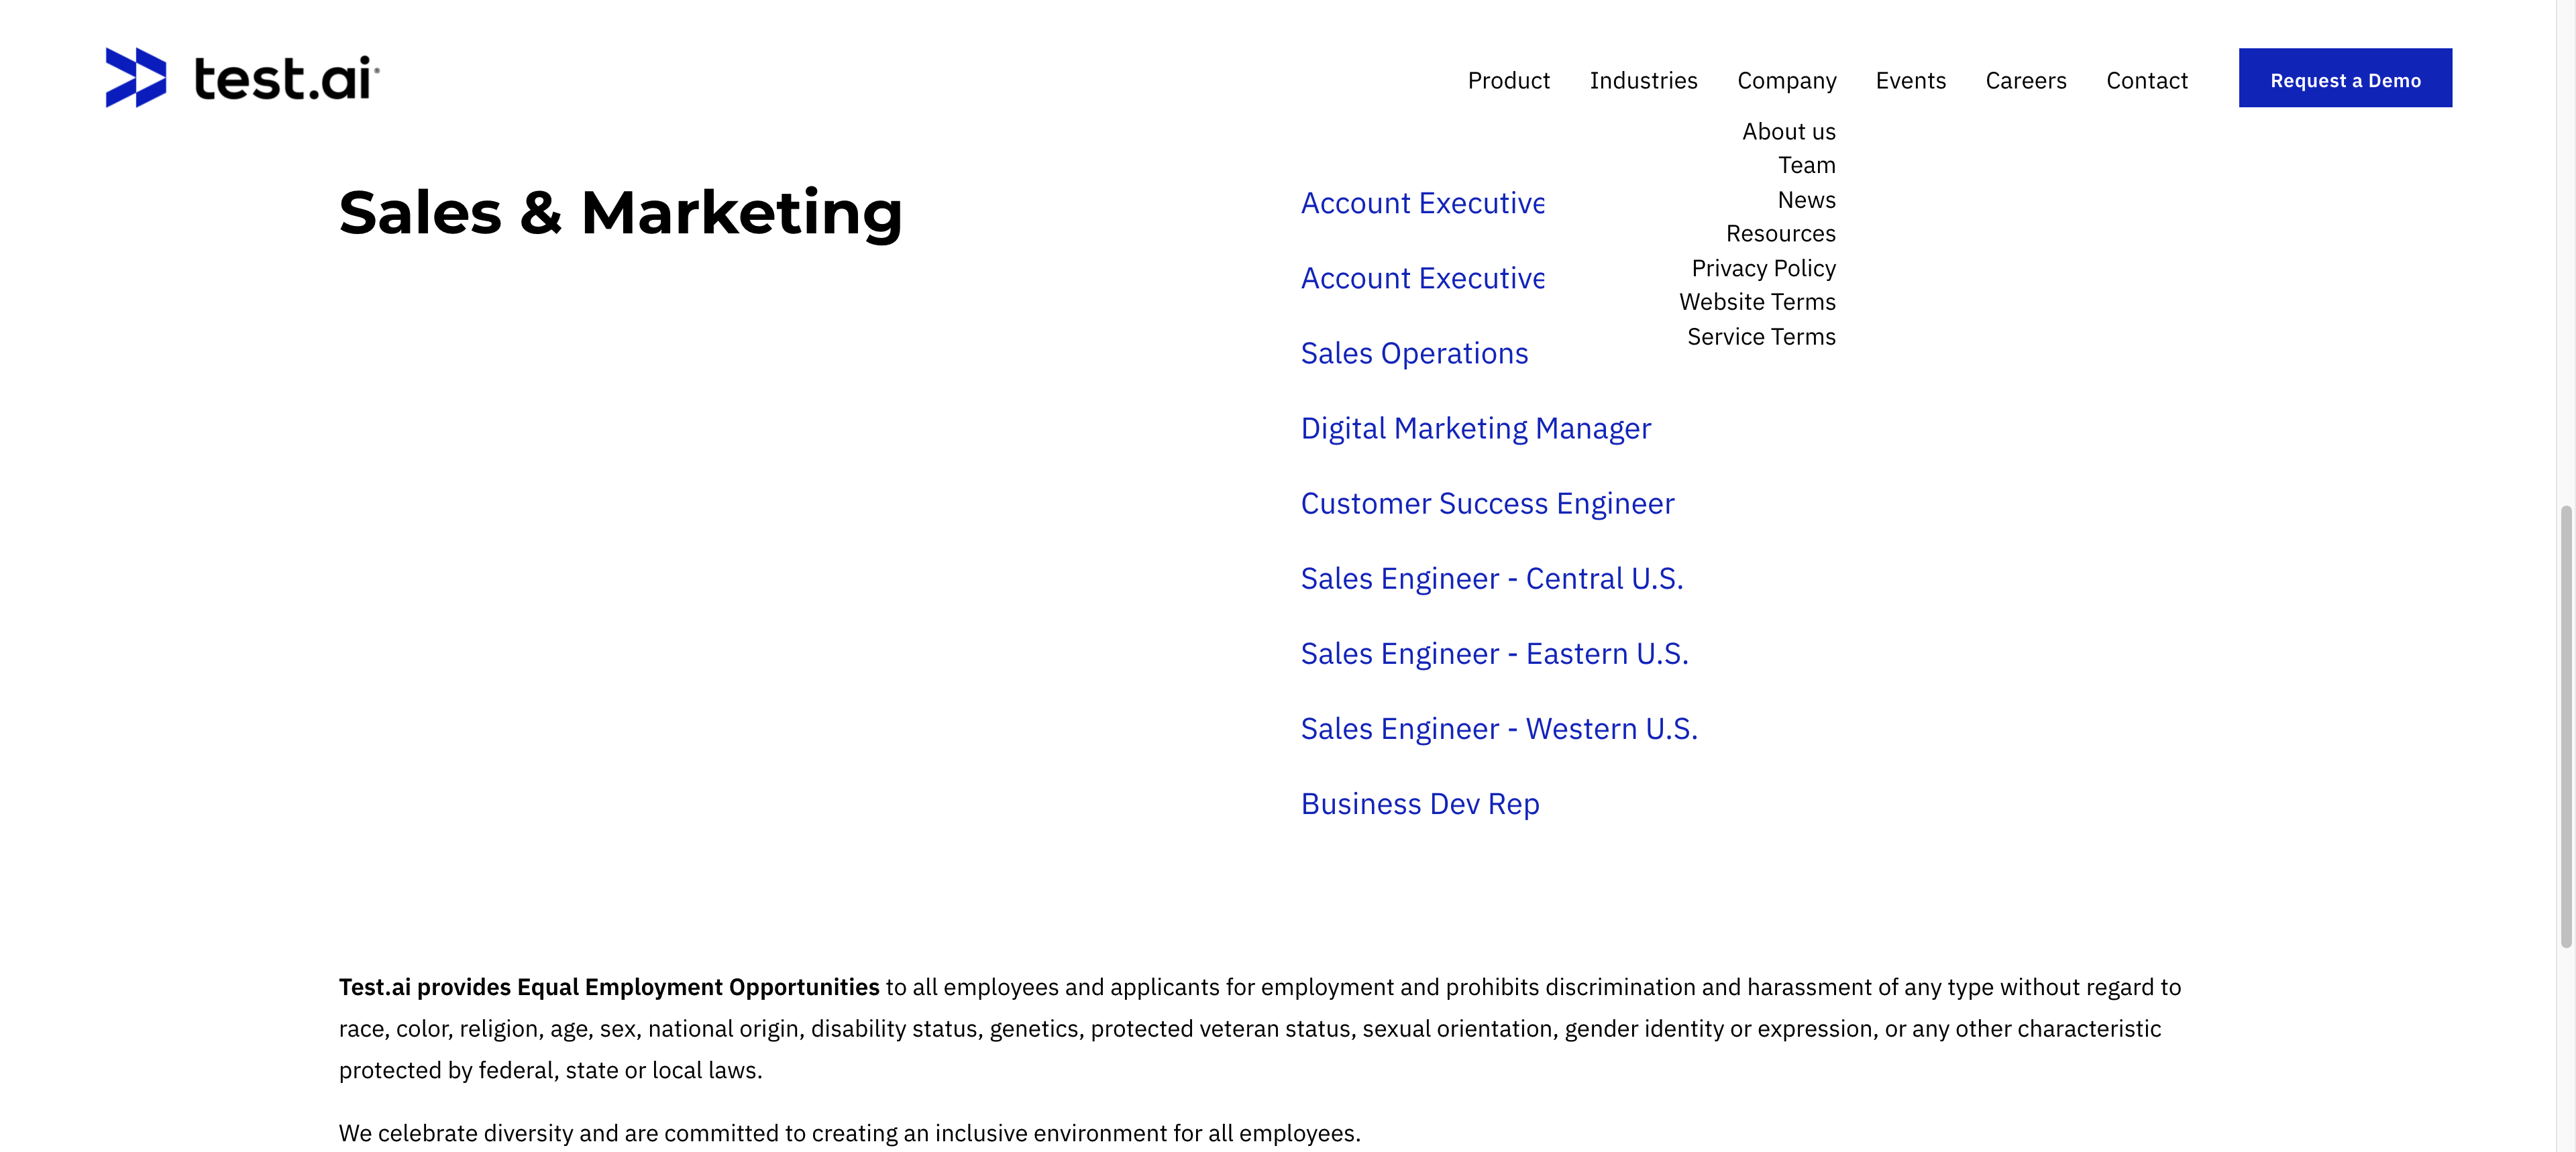 test.ai
Product Industries Company Events Careers Contact Request a Demo
About us
Team
News
Resources
Privacy Policy
Website Terms
Service Terms
Sales & Marketing
Account Executive
Account Executive
Sales Operations
Digital Marketing Manager
Customer Success Engineer
Sales Engineer - Central U.S.
Sales Engineer - Eastern U.S.
Sales Engineer - Western U.S.
Business Dev Rep
Test.ai provides Equal Employment Opportunities to all employees and applicants for employment and prohibits discrimination and harassment of any type without regard to
race, color, religion, age, sex, national origin, disability status, genetics, protected veteran status, sexual orientation, gender identity or expression, or any other characteristic
protected by federal, state or local laws.
We celebrate diversity and are committed to creating an inclusive environment for all employees.